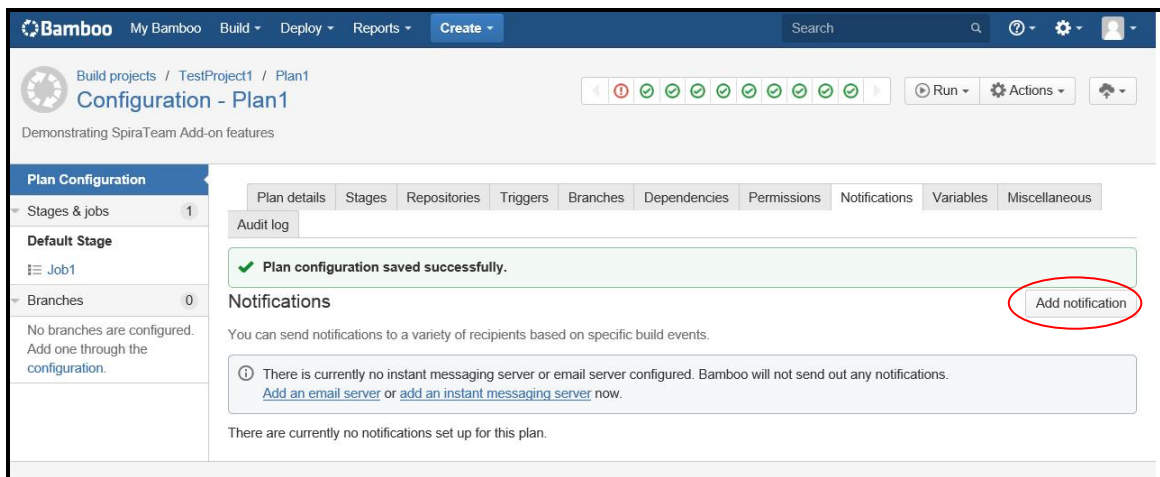 Bamboo My Bamboo Build Deploy Reports Create Search
Build projects / TestProject1 / Plan1
Configuration - Plan1
Run Actions
Demonstrating SpiraTeam Add-on features
Plan Configuration
Stages & jobs 1
Default Stage
Job1
Branches 0
No branches are configured.
Add one through the
configuration.
Plan details Stages Repositories Triggers Branches Dependencies Permissions Notifications Variables Miscellaneous
Audit log
Plan configuration saved successfully.
Notifications
Add notification
You can send notifications to a variety of recipients based on specific build events.
There is currently no instant messaging server or email server configured. Bamboo will not send out any notifications.
Add an email server or add an instant messaging server now.
There are currently no notifications set up for this plan.